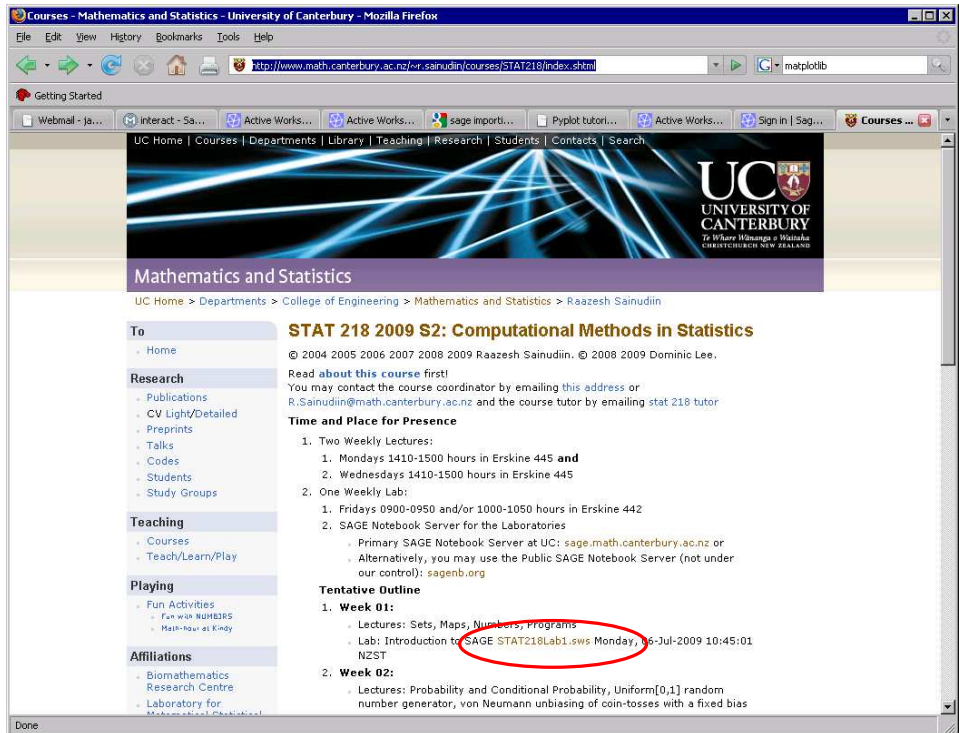 Courses - Mathematics and Statistics - University of Canterbury - Mozilla Firefox
File Edit View History Bookmarks Tools Help
http://www.math.canterbury.ac.nz/~r.sainudiin/courses/STAT218/index.shtml
G matplotlib
Getting Started
Webmail - ja... interact - Sa... Active Works... Active Works... sage importi... Pyplot tutori... Active Works... Sign in | Sag... Courses ...
UC Home | Courses | Departments | Library | Teaching | Research | Students | Contacts | Search
UC
UNIVERSITY OF
CANTERBURY
Te Whare Wānanga o Waitaha
CHRISTCHURCH NEW ZEALAND
Mathematics and Statistics
UC Home > Departments > College of Engineering > Mathematics and Statistics > Raazesh Sainudiin
To
Home
Research
Publications
CV Light/Detailed
Preprints
Talks
Codes
Students
Study Groups
Teaching
Courses
Teach/Learn/Play
Playing
Fun Activities
Fun with NUMB3RS
Math-hour at Kindy
Affiliations
Biomathematics
Research Centre
Laboratory for
Mathematical Statistical
STAT 218 2009 S2: Computational Methods in Statistics
© 2004 2005 2006 2007 2008 2009 Raazesh Sainudiin. © 2008 2009 Dominic Lee.
Read about this course first!
You may contact the course coordinator by emailing this address or
R.Sainudiin@math.canterbury.ac.nz and the course tutor by emailing stat 218 tutor
Time and Place for Presence
1. Two Weekly Lectures:
1. Mondays 1410-1500 hours in Erskine 445 and
2. Wednesdays 1410-1500 hours in Erskine 445
2. One Weekly Lab:
1. Fridays 0900-0950 and/or 1000-1050 hours in Erskine 442
2. SAGE Notebook Server for the Laboratories
Primary SAGE Notebook Server at UC: sage.math.canterbury.ac.nz or
Alternatively, you may use the Public SAGE Notebook Server (not under
our control): sagenb.org
Tentative Outline
1. Week 01:
Lectures: Sets, Maps, Numbers, Programs
Lab: Introduction to SAGE STAT218Lab1.sws Monday, 06-Jul-2009 10:45:01
NZST
2. Week 02:
Lectures: Probability and Conditional Probability, Uniform[0,1] random
number generator, von Neumann unbiasing of coin-tosses with a fixed bias
Done